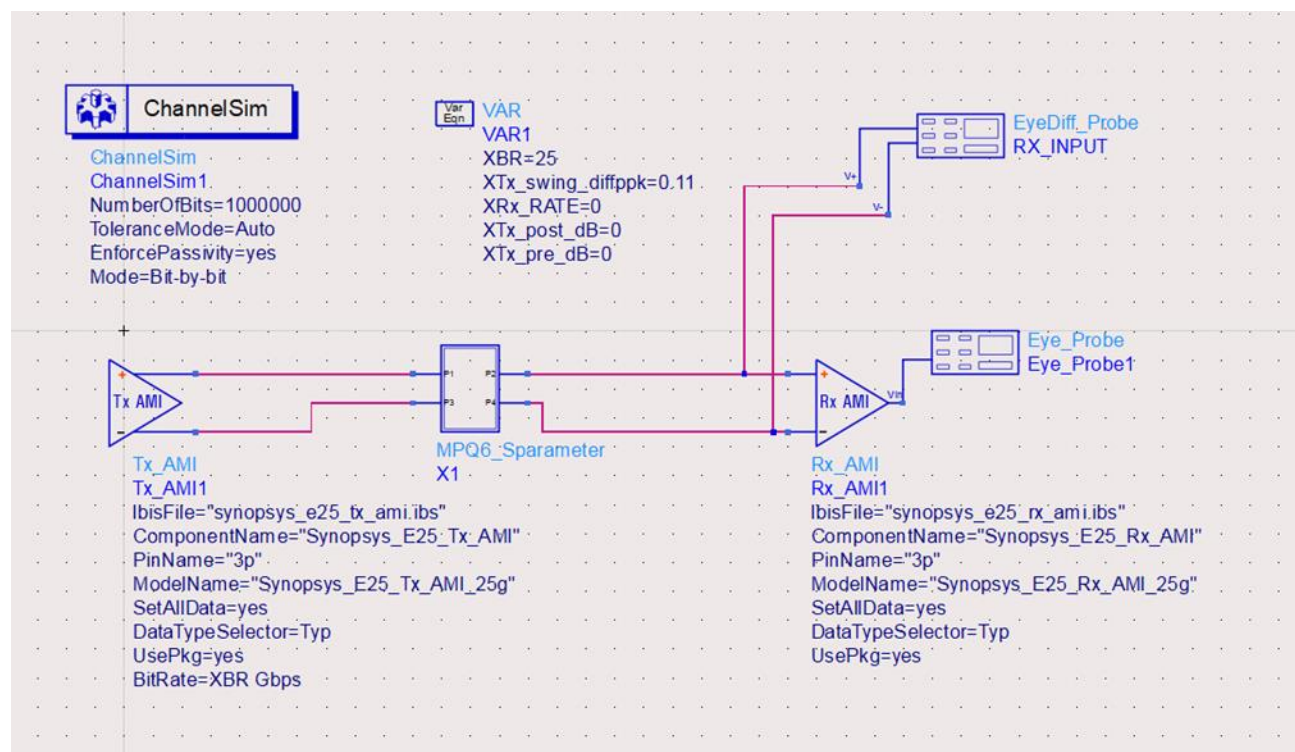 ChannelSim
ChannelSim
ChannelSim1
NumberOfBits=1000000
ToleranceMode=Auto
EnforcePassivity=yes
Mode=Bit-by-bit
Var
Eqn
VAR
VAR1
XBR=25
XTx_swing_diffppk=0.11
XRx_RATE=0
XTx_post_dB=0
XTx_pre_dB=0
EyeDiff_Probe
RX_INPUT
V+
V-
Eye_Probe
Eye_Probe1
+
Tx AMI
-
P1
P2
P3
P4
MPQ6_Sparameter
X1
+
Rx AMI
-
Vin
Tx_AMI
Tx_AMI1
IbisFile="synopsys_e25_tx_ami.ibs"
ComponentName="Synopsys_E25_Tx_AMI"
PinName="3p"
ModelName="Synopsys_E25_Tx_AMI_25g"
SetAllData=yes
DataTypeSelector=Typ
UsePkg=yes
BitRate=XBR Gbps
Rx_AMI
Rx_AMI1
IbisFile="synopsys_e25_rx_ami.ibs"
ComponentName="Synopsys_E25_Rx_AMI"
PinName="3p"
ModelName="Synopsys_E25_Rx_AMI_25g"
SetAllData=yes
DataTypeSelector=Typ
UsePkg=yes